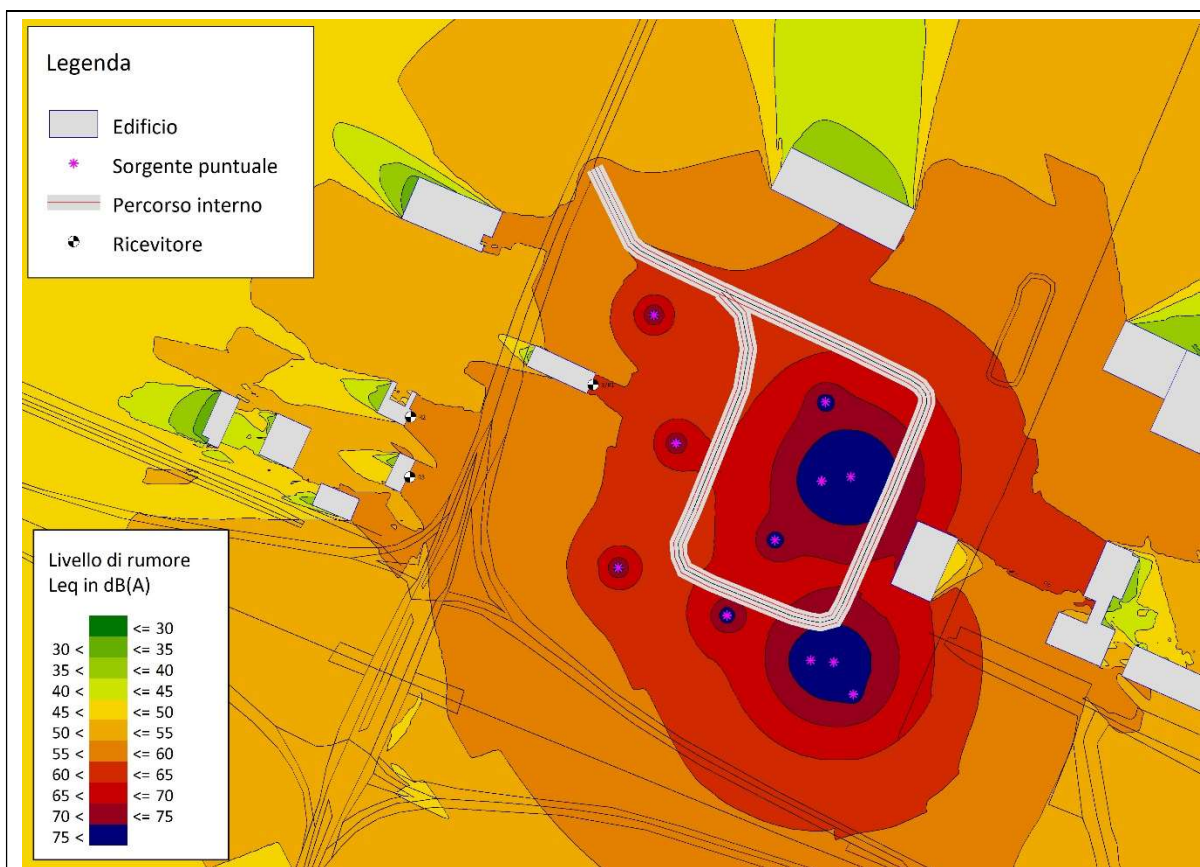 Legenda
Edificio
Sorgente puntuale
Percorso interno
Ricevitore
Livello di rumore
Leq in dB(A)
<= 30
30 < <= 35
35 < <= 40
40 < <= 45
45 < <= 50
50 < <= 55
55 < <= 60
60 < <= 65
65 < <= 70
70 < <= 75
75 <